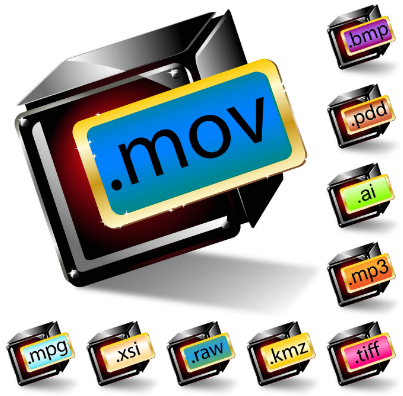 .mov
.bmp
.pdd
.ai
.mp3
.mpg
.xsi
.raw
.kmz
.tiff